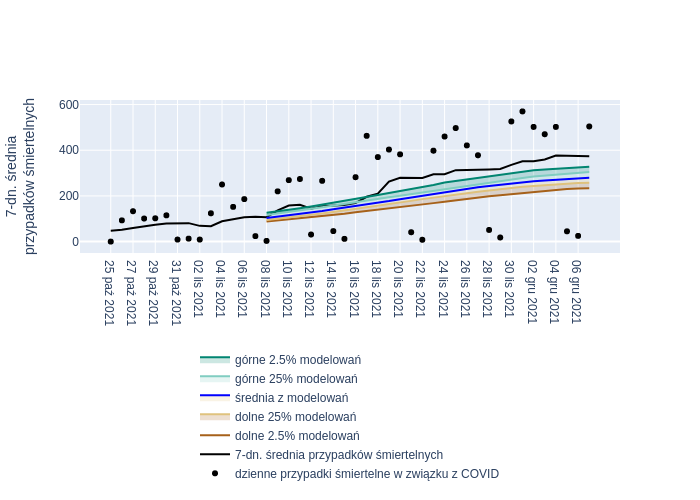 7-dn. średnia
przypadków śmiertelnych
600
400
200
0
25 paź 2021
27 paź 2021
29 paź 2021
31 paź 2021
02 lis 2021
04 lis 2021
06 lis 2021
08 lis 2021
10 lis 2021
12 lis 2021
14 lis 2021
16 lis 2021
18 lis 2021
20 lis 2021
22 lis 2021
24 lis 2021
26 lis 2021
28 lis 2021
30 lis 2021
02 gru 2021
04 gru 2021
06 gru 2021
górne 2.5% modelowań
górne 25% modelowań
średnia z modelowań
dolne 25% modelowań
dolne 2.5% modelowań
7-dn. średnia przypadków śmiertelnych
dzienne przypadki śmiertelne w związku z COVID